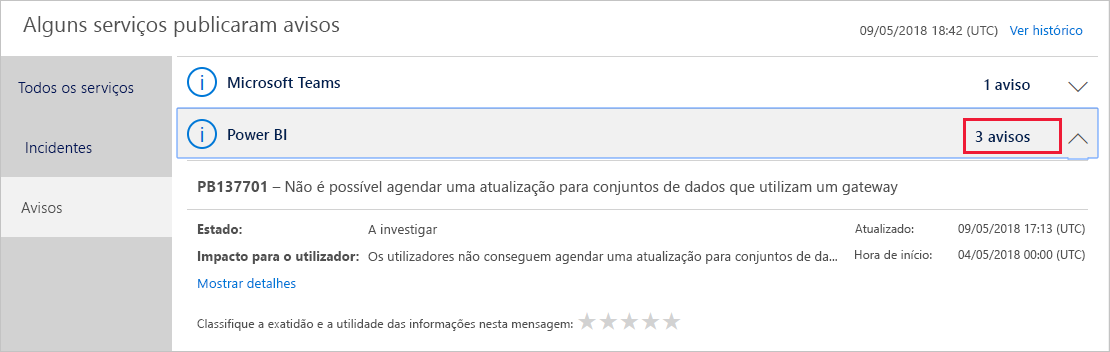 Alguns serviços publicaram avisos
09/05/2018 18:42 (UTC) Ver histórico
Todos os serviços
Incidentes
Avisos
Microsoft Teams 1 aviso
Power BI 3 avisos
PB137701 – Não é possível agendar uma atualização para conjuntos de dados que utilizam um gateway
Estado: A investigar Atualizado: 09/05/2018 17:13 (UTC)
Impacto para o utilizador: Os utilizadores não conseguem agendar uma atualização para conjuntos de da... Hora de início: 04/05/2018 00:00 (UTC)
Mostrar detalhes
Classifique a exatidão e a utilidade das informações nesta mensagem: